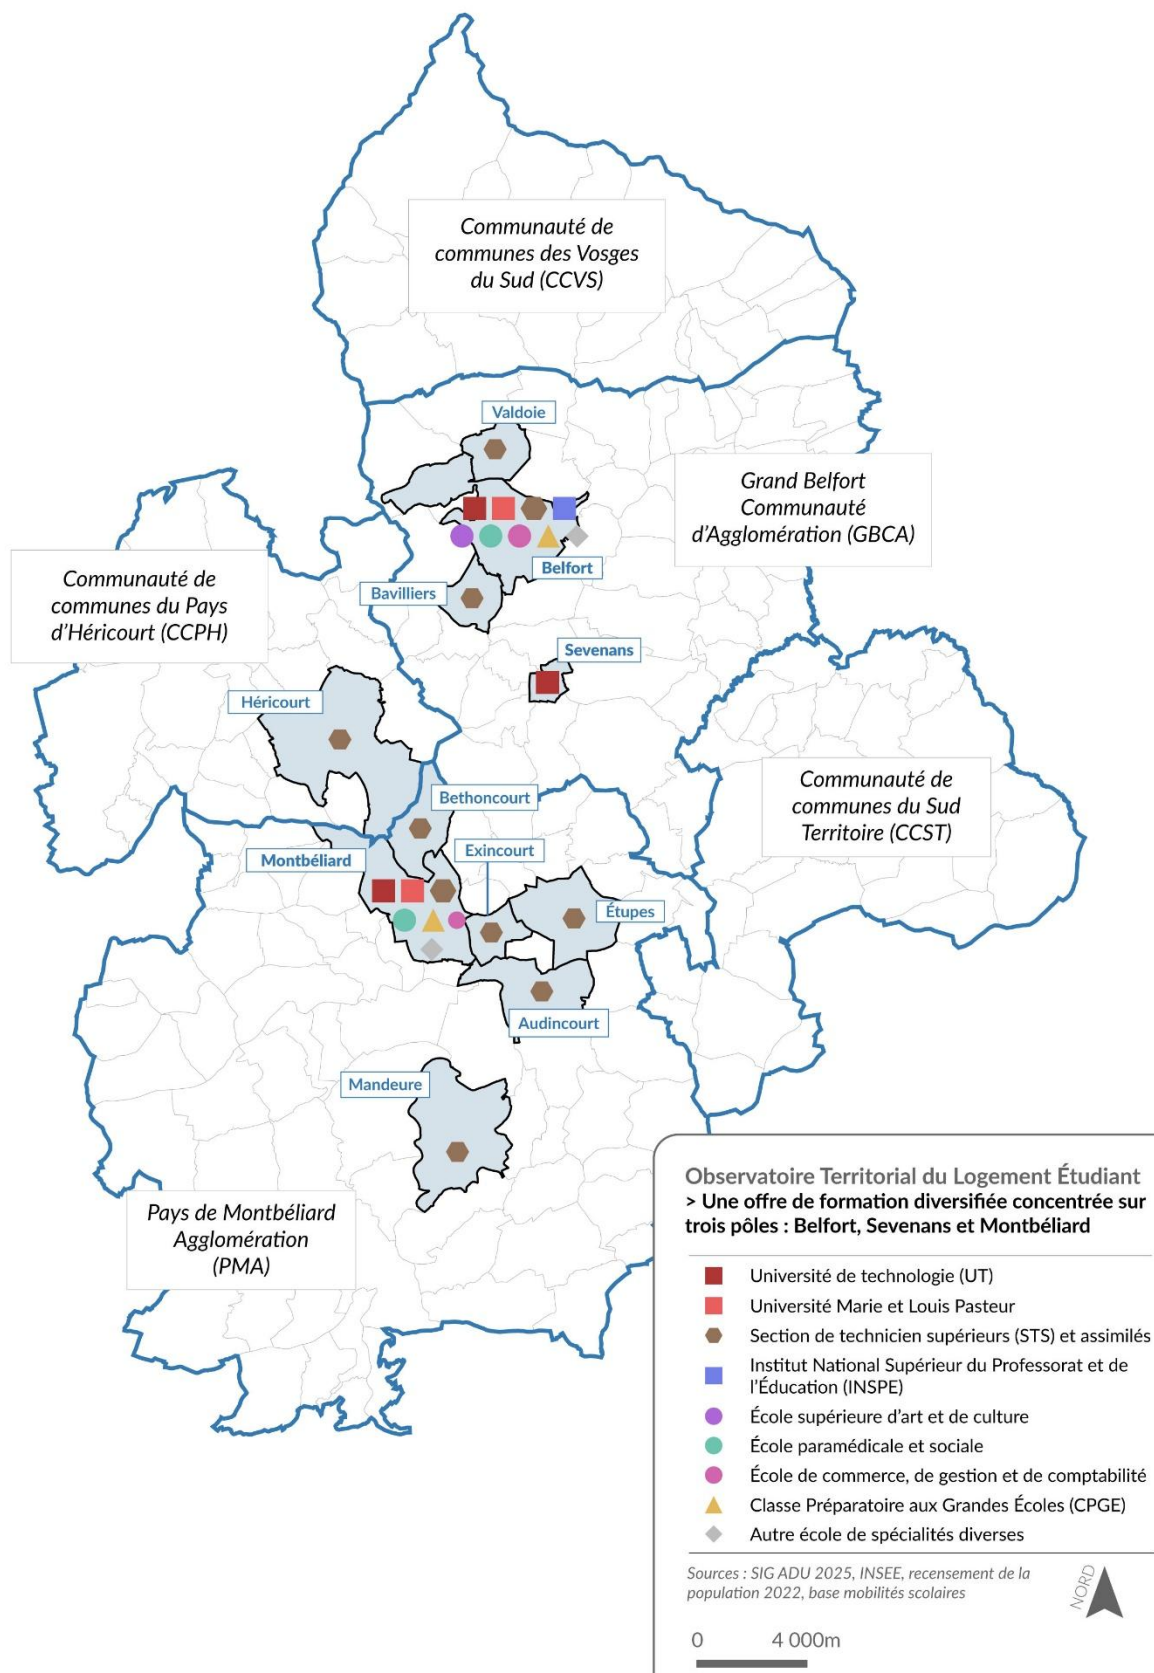 Communauté de
communes des Vosges
du Sud (CCVS)
Valdoie
Grand Belfort
Communauté
d'Agglomération (GBCA)
Communauté de
communes du Pays
d'Héricourt (CCPH)
Belfort
Bavilliers
Sevenans
Héricourt
Communauté de
communes du Sud
Territoire (CCST)
Bethoncourt
Exincourt
Montbéliard
Étupes
Audincourt
Mandeure
Pays de Montbéliard
Agglomération
(PMA)
Observatoire Territorial du Logement Étudiant
> Une offre de formation diversifiée concentrée sur
trois pôles : Belfort, Sevenans et Montbéliard
Université de technologie (UT)
Université Marie et Louis Pasteur
Section de technicien supérieurs (STS) et assimilés
Institut National Supérieur du Professorat et de
l'Éducation (INSPE)
École supérieure d'art et de culture
École paramédicale et sociale
École de commerce, de gestion et de comptabilité
Classe Préparatoire aux Grandes Écoles (CPGE)
Autre école de spécialités diverses
Sources : SIG ADU 2025, INSEE, recensement de la
population 2022, base mobilités scolaires
NORD
0 4 000m